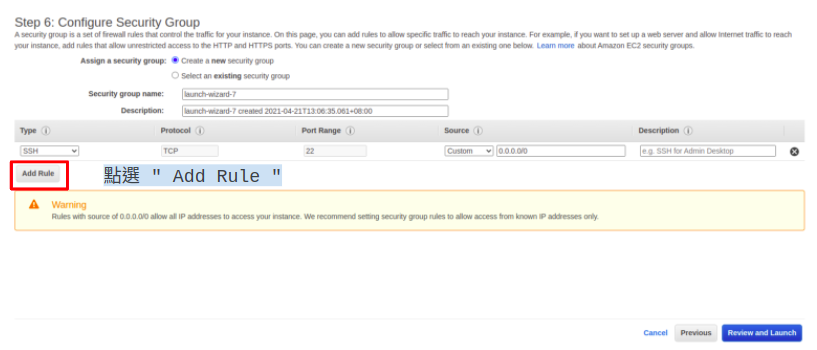 Step 6: Configure Security Group
A security group is a set of firewall rules that control the traffic for your instance. On this page, you can add rules to allow specific traffic to reach your instance. For example, if you want to set up a web server and allow Internet traffic to reach
your instance, add rules that allow unrestricted access to the HTTP and HTTPS ports. You can create a new security group or select from an existing one below. Learn more about Amazon EC2 security groups.
Assign a security group: Create a new security group
Select an existing security group
Security group name: launch-wizard-7
Description: launch-wizard-7 created 2021-04-21T13:06:35.061+08:00
Type i Protocol i Port Range i Source i Description i
SSH TCP 22 Custom 0.0.0.0/0 e.g. SSH for Admin Desktop
Add Rule 點選 " Add Rule "
Warning
Rules with source of 0.0.0.0/0 allow all IP addresses to access your instance. We recommend setting security group rules to allow access from known IP addresses only.
Cancel Previous Review and Launch